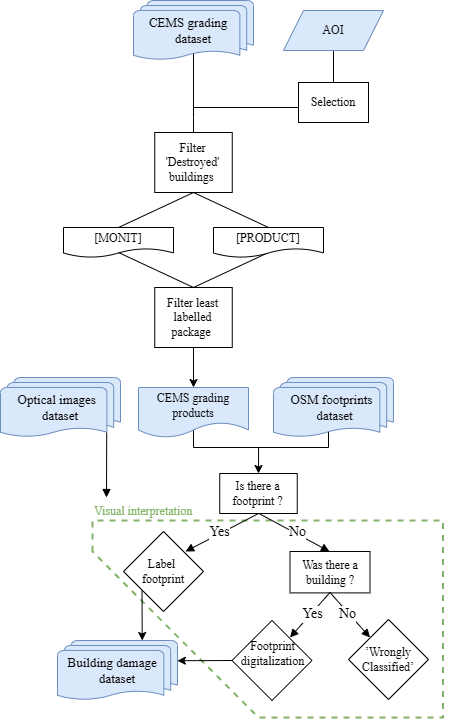 CEMS grading
dataset
AOI
Selection
Filter
'Destroyed'
buildings
[MONIT]
[PRODUCT]
Filter least
labelled
package
Optical images
dataset
CEMS grading
products
OSM footprints
dataset
Is there a
footprint ?
Visual interpretation
Yes
No
Label
footprint
Was there a
building ?
Yes
No
Footprint
digitalization
'Wrongly
Classified'
Building damage
dataset